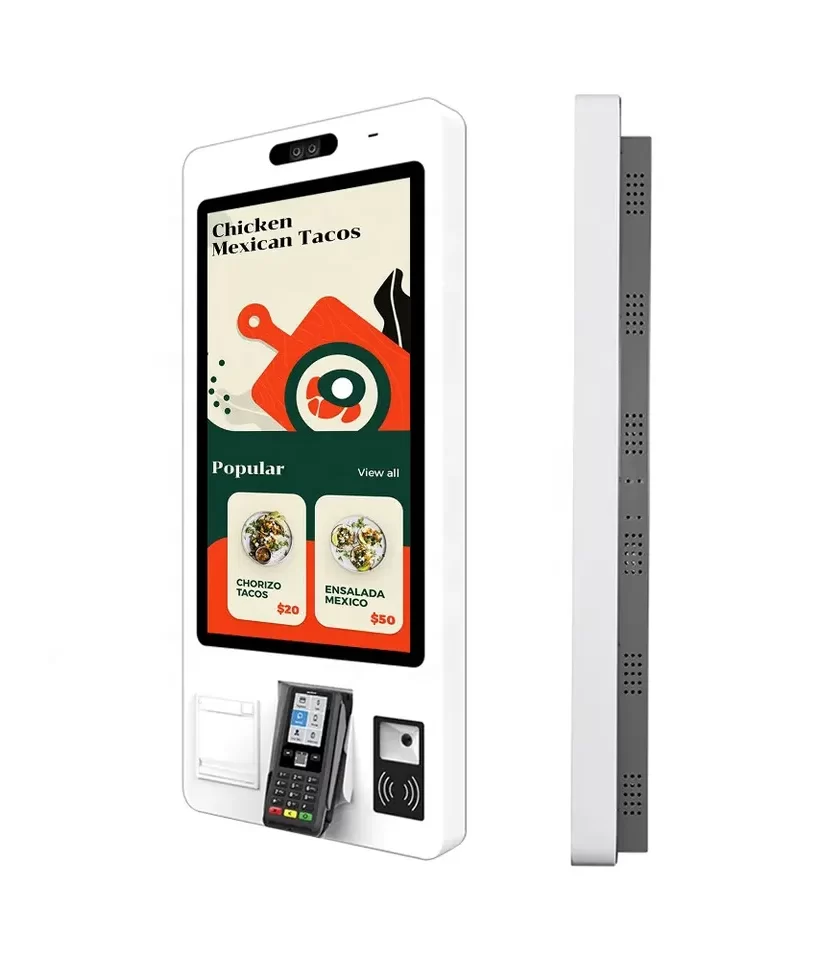 Chicken
Mexican Tacos
Popular
View all
CHORIZO
TACOS
$20
ENSALADA
MEXICO
$50